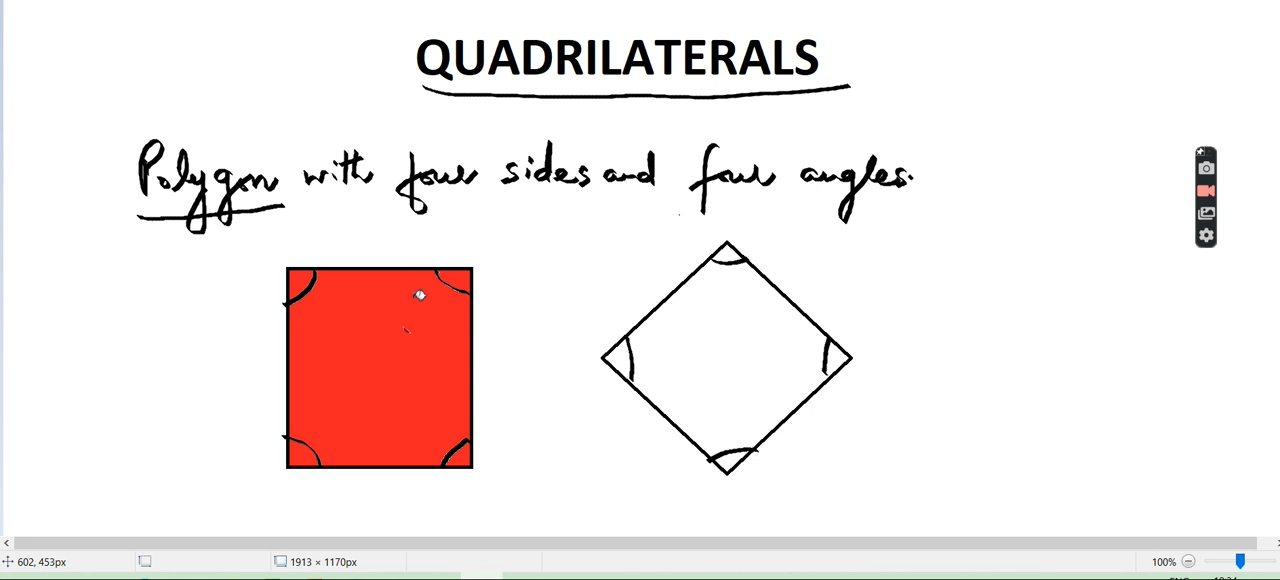 QUADRILATERALS
Polygon with four sides and four angles.
602, 453px
1913 × 1170px
100%